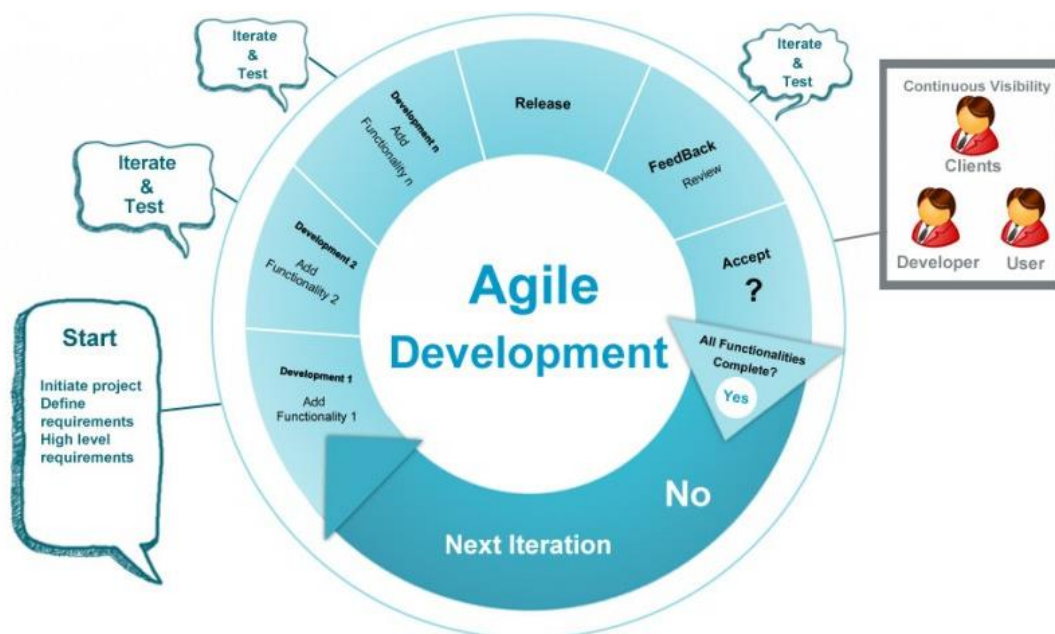 Start
Initiate project
Define
requirements
High level
requirements
Iterate
&
Test
Iterate
&
Test
Iterate
&
Test
Development 1
Add
Functionality 1
Development 2
Add
Functionality 2
Development n
Add
Functionality n
Release
FeedBack
Review
Accept
?
All Functionalities
Complete?
Yes
No
Next Iteration
Agile
Development
Continuous Visibility
Clients
Developer
User